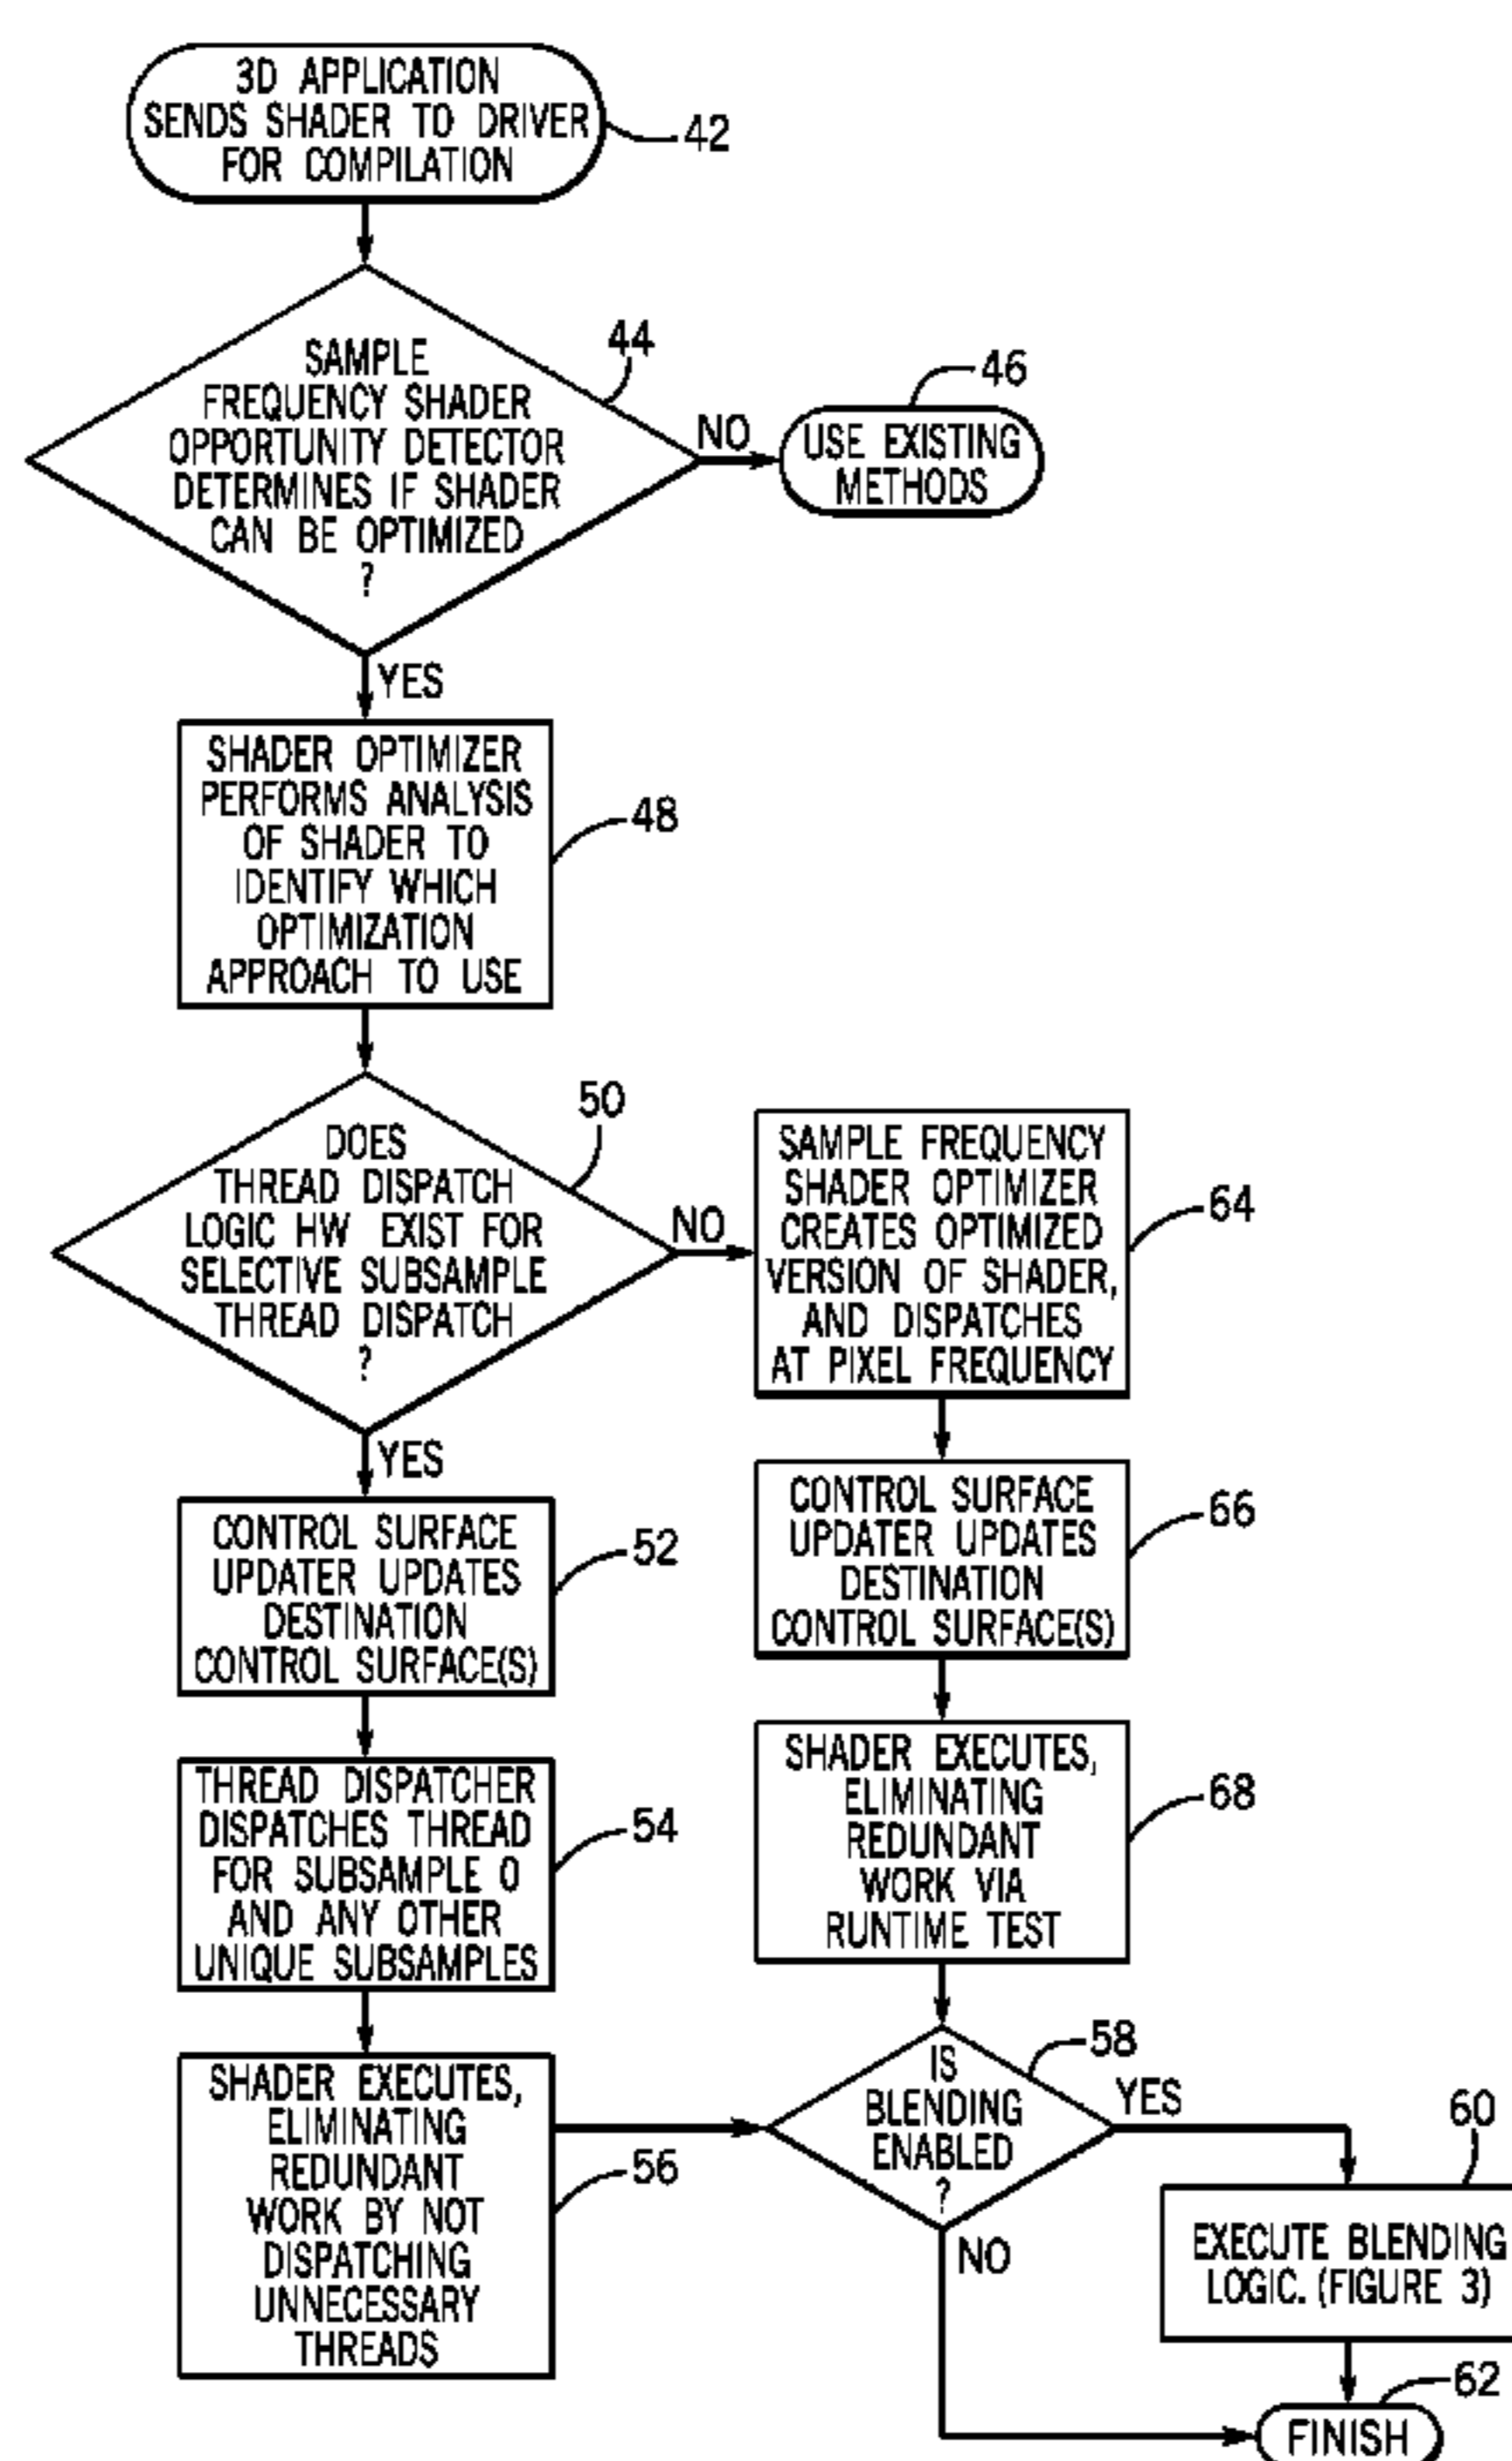 3D APPLICATION
SENDS SHADER TO DRIVER
FOR COMPILATION
42
SAMPLE
FREQUENCY SHADER
OPPORTUNITY DETECTOR
DETERMINES IF SHADER
CAN BE OPTIMIZED
?
44
NO
46
USE EXISTING
METHODS
YES
SHADER OPTIMIZER
PERFORMS ANALYSIS
OF SHADER TO
IDENTIFY WHICH
OPTIMIZATION
APPROACH TO USE
48
DOES
THREAD DISPATCH
LOGIC HW EXIST FOR
SELECTIVE SUBSAMPLE
THREAD DISPATCH
?
50
NO
SAMPLE FREQUENCY
SHADER OPTIMIZER
CREATES OPTIMIZED
VERSION OF SHADER,
AND DISPATCHES
AT PIXEL FREQUENCY
64
YES
CONTROL SURFACE
UPDATER UPDATES
DESTINATION
CONTROL SURFACE(S)
52
CONTROL SURFACE
UPDATER UPDATES
DESTINATION
CONTROL SURFACE(S)
66
THREAD DISPATCHER
DISPATCHES THREAD
FOR SUBSAMPLE 0
AND ANY OTHER
UNIQUE SUBSAMPLES
54
SHADER EXECUTES,
ELIMINATING
REDUNDANT
WORK VIA
RUNTIME TEST
68
SHADER EXECUTES,
ELIMINATING
REDUNDANT
WORK BY NOT
DISPATCHING
UNNECESSARY
THREADS
56
IS
BLENDING
ENABLED
?
58
YES
NO
60
EXECUTE BLENDING
LOGIC. (FIGURE 3)
62
FINISH